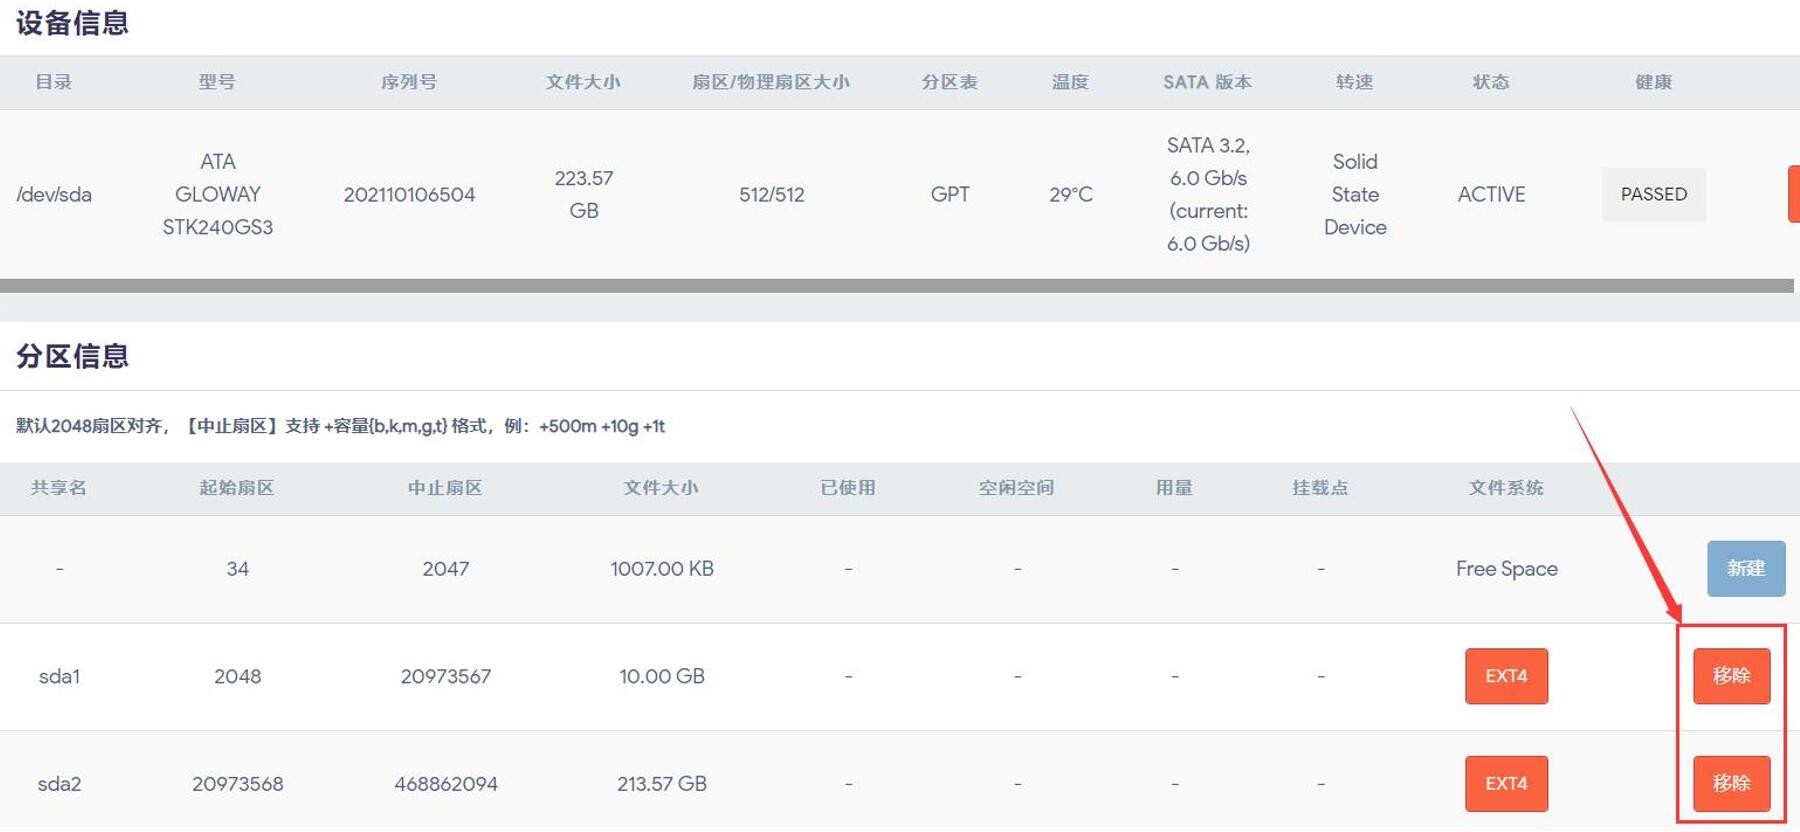 设备信息
目录 型号 序列号 文件大小 扇区/物理扇区大小 分区表 温度 SATA 版本 转速 状态 健康
/dev/sda ATA GLOWAY STK240GS3 202110106504 223.57 GB 512/512 GPT 29°C SATA 3.2, 6.0 Gb/s (current: 6.0 Gb/s) Solid State Device ACTIVE PASSED
分区信息
默认2048扇区对齐，【中止扇区】支持 +容量{b,k,m,g,t} 格式，例：+500m +10g +1t
共享名 起始扇区 中止扇区 文件大小 已使用 空闲空间 用量 挂载点 文件系统
- 34 2047 1007.00 KB - - - - Free Space 新建
sda1 2048 20973567 10.00 GB - - - - EXT4 移除
sda2 20973568 468862094 213.57 GB - - - - EXT4 移除